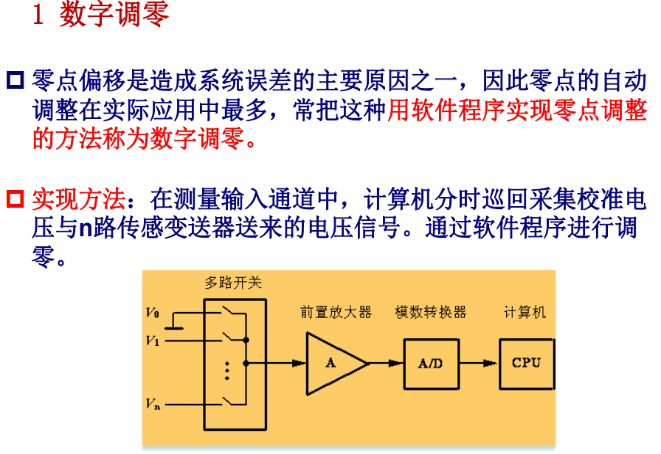 1 数字调零
零点偏移是造成系统误差的主要原因之一，因此零点的自动
调整在实际应用中最多，常把这种用软件程序实现零点调整
的方法称为数字调零。
实现方法：在测量输入通道中，计算机分时巡回采集校准电
压与n路传感变送器送来的电压信号。通过软件程序进行调
零。
多路开关
前置放大器 模数转换器 计算机
V0
V1
A A/D CPU
Vn